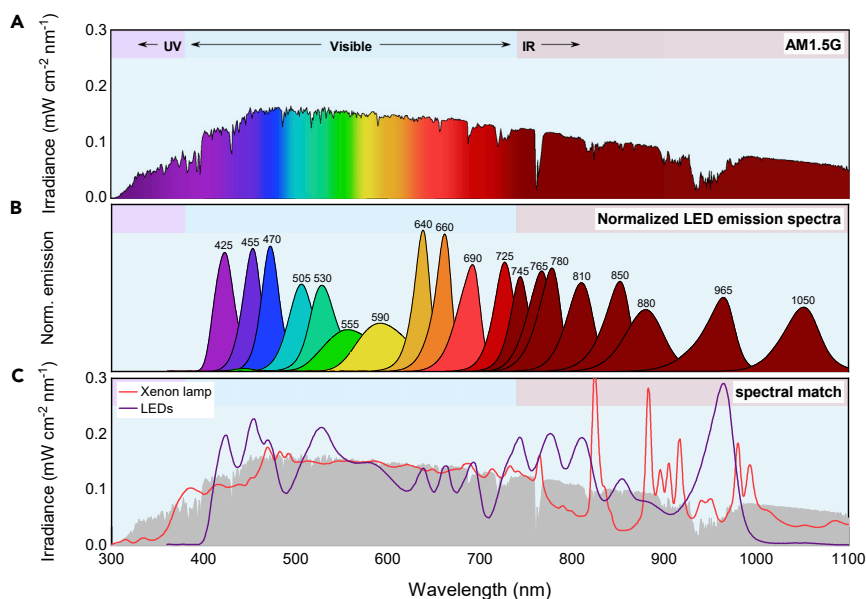 A
0.3
0.2
0.1
0.0
Irradiance (mW cm-2 nm-1)
UV
Visible
IR
AM1.5G
B
Norm. emission
Normalized LED emission spectra
425
455
470
505
530
555
590
640
660
690
725
745
765
780
810
850
880
965
1050
C
0.3
0.2
0.1
0.0
Irradiance (mW cm-2 nm-1)
Xenon lamp
LEDs
spectral match
300 400 500 600 700 800 900 1000 1100
Wavelength (nm)